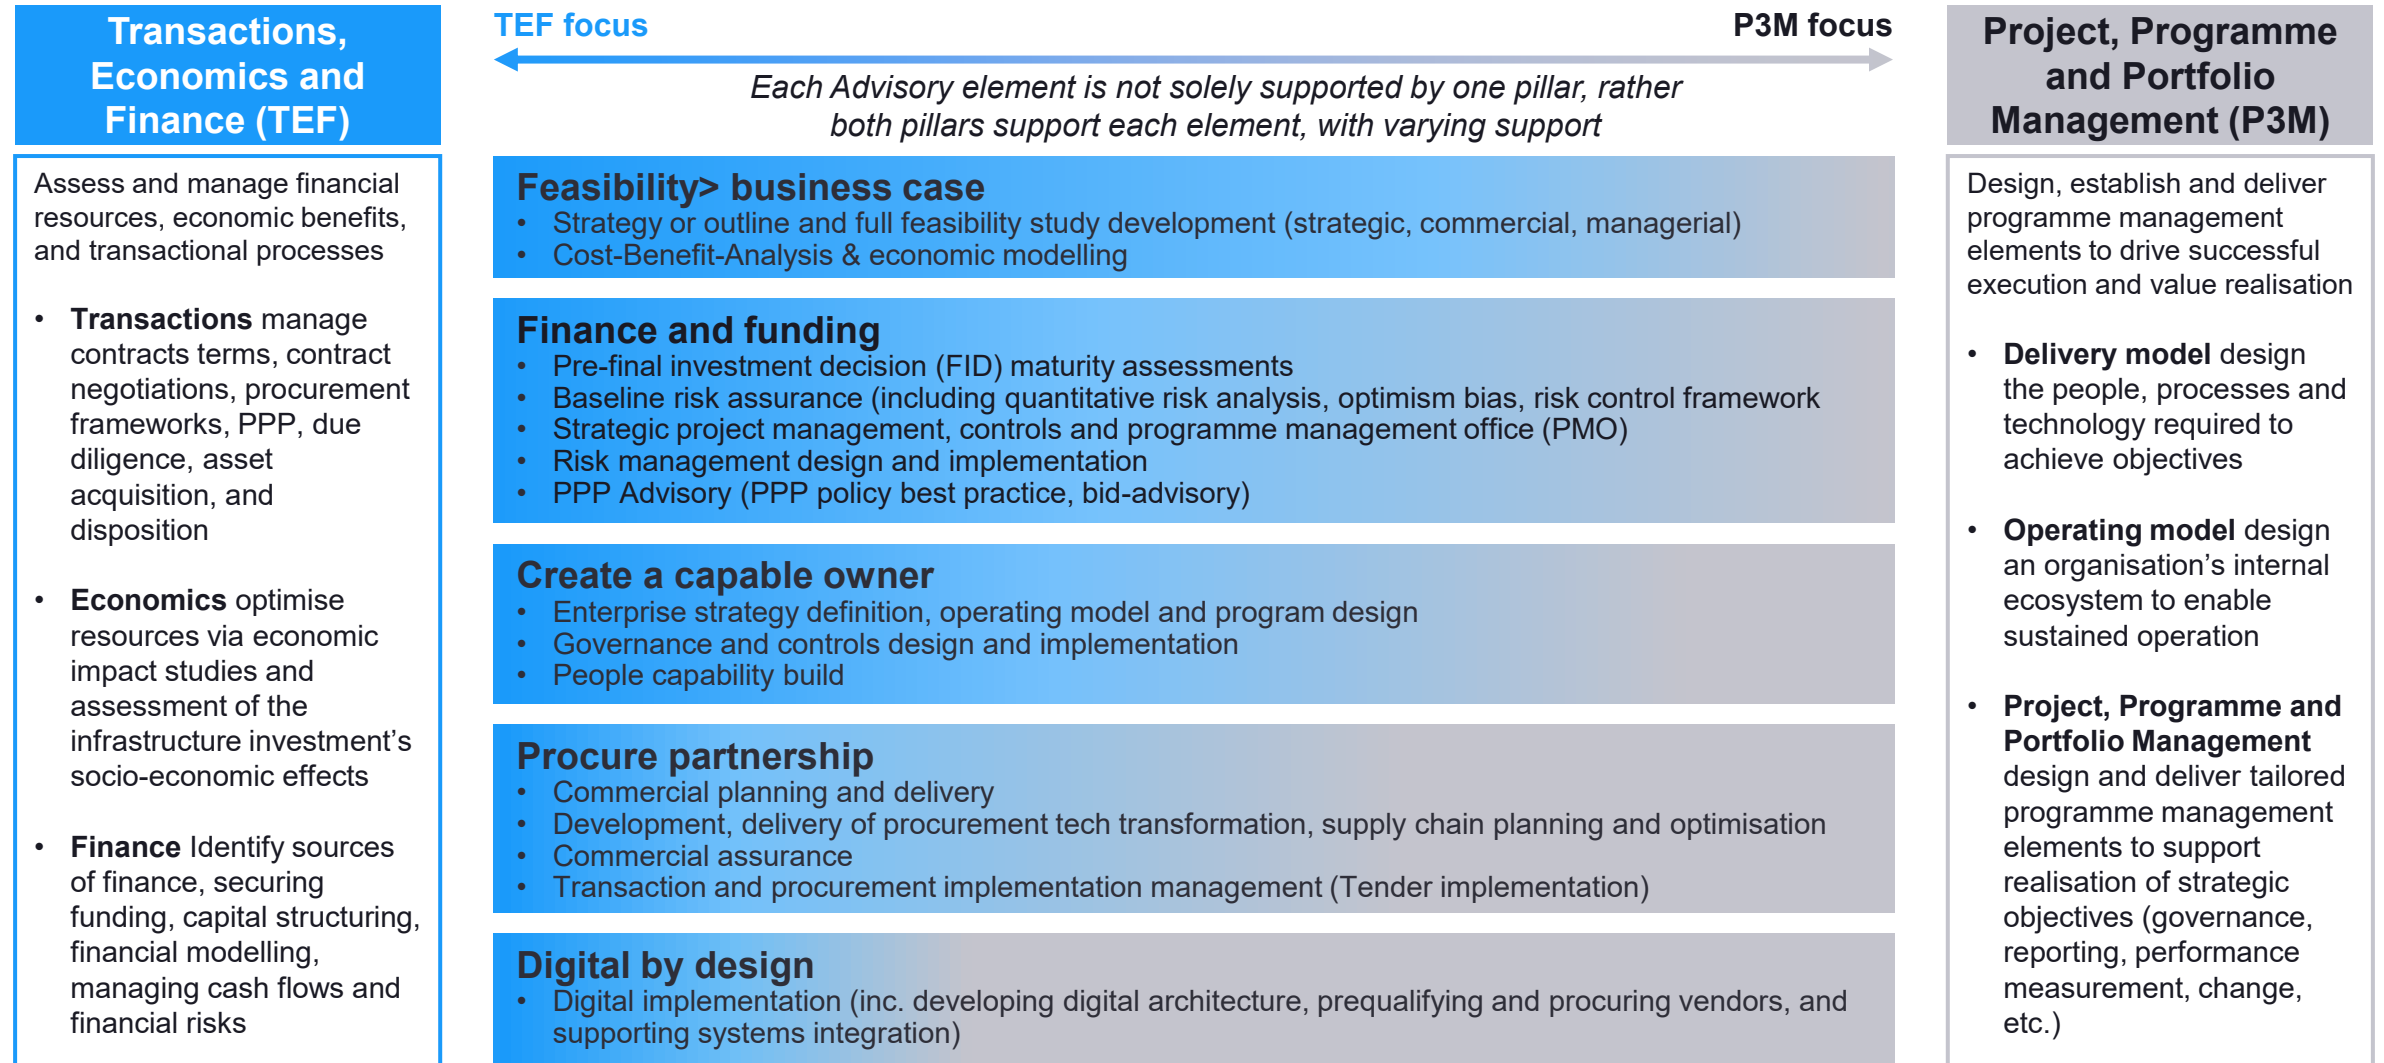 Transactions,
Economics and
Finance (TEF)
Assess and manage financial
resources, economic benefits,
and transactional processes
• Transactions manage
contracts terms, contract
negotiations, procurement
frameworks, PPP, due
diligence, asset
acquisition, and
disposition
• Economics optimise
resources via economic
impact studies and
assessment of the
infrastructure investment’s
socio-economic effects
• Finance Identify sources
of finance, securing
funding, capital structuring,
financial modelling,
managing cash flows and
financial risks
TEF focus
P3M focus
Each Advisory element is not solely supported by one pillar, rather
both pillars support each element, with varying support
Feasibility> business case
• Strategy or outline and full feasibility study development (strategic, commercial, managerial)
• Cost-Benefit-Analysis & economic modelling
Finance and funding
• Pre-final investment decision (FID) maturity assessments
• Baseline risk assurance (including quantitative risk analysis, optimism bias, risk control framework
• Strategic project management, controls and programme management office (PMO)
• Risk management design and implementation
• PPP Advisory (PPP policy best practice, bid-advisory)
Create a capable owner
• Enterprise strategy definition, operating model and program design
• Governance and controls design and implementation
• People capability build
Procure partnership
• Commercial planning and delivery
• Development, delivery of procurement tech transformation, supply chain planning and optimisation
• Commercial assurance
• Transaction and procurement implementation management (Tender implementation)
Digital by design
• Digital implementation (inc. developing digital architecture, prequalifying and procuring vendors, and
supporting systems integration)
Project, Programme
and Portfolio
Management (P3M)
Design, establish and deliver
programme management
elements to drive successful
execution and value realisation
• Delivery model design
the people, processes and
technology required to
achieve objectives
• Operating model design
an organisation’s internal
ecosystem to enable
sustained operation
• Project, Programme and
Portfolio Management
design and deliver tailored
programme management
elements to support
realisation of strategic
objectives (governance,
reporting, performance
measurement, change,
etc.)